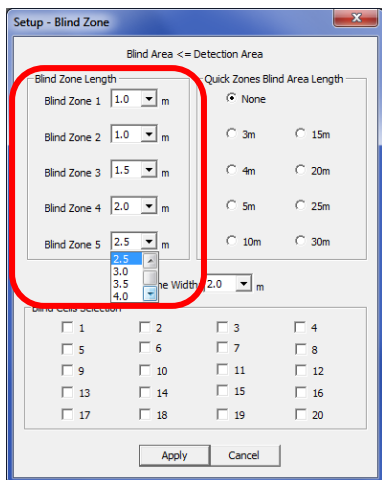 Setup - Blind Zone
Blind Area <= Detection Area
Blind Zone Length
Blind Zone 1 1.0 m
Blind Zone 2 1.0 m
Blind Zone 3 1.5 m
Blind Zone 4 2.0 m
Blind Zone 5 2.5 m
2.5
3.0
3.5
4.0
Quick Zones Blind Area Length
None
3m 15m
4m 20m
5m 25m
10m 30m
Width 2.0 m
Blind Cells Selection
1 2 3 4
5 6 7 8
9 10 11 12
13 14 15 16
17 18 19 20
Apply Cancel